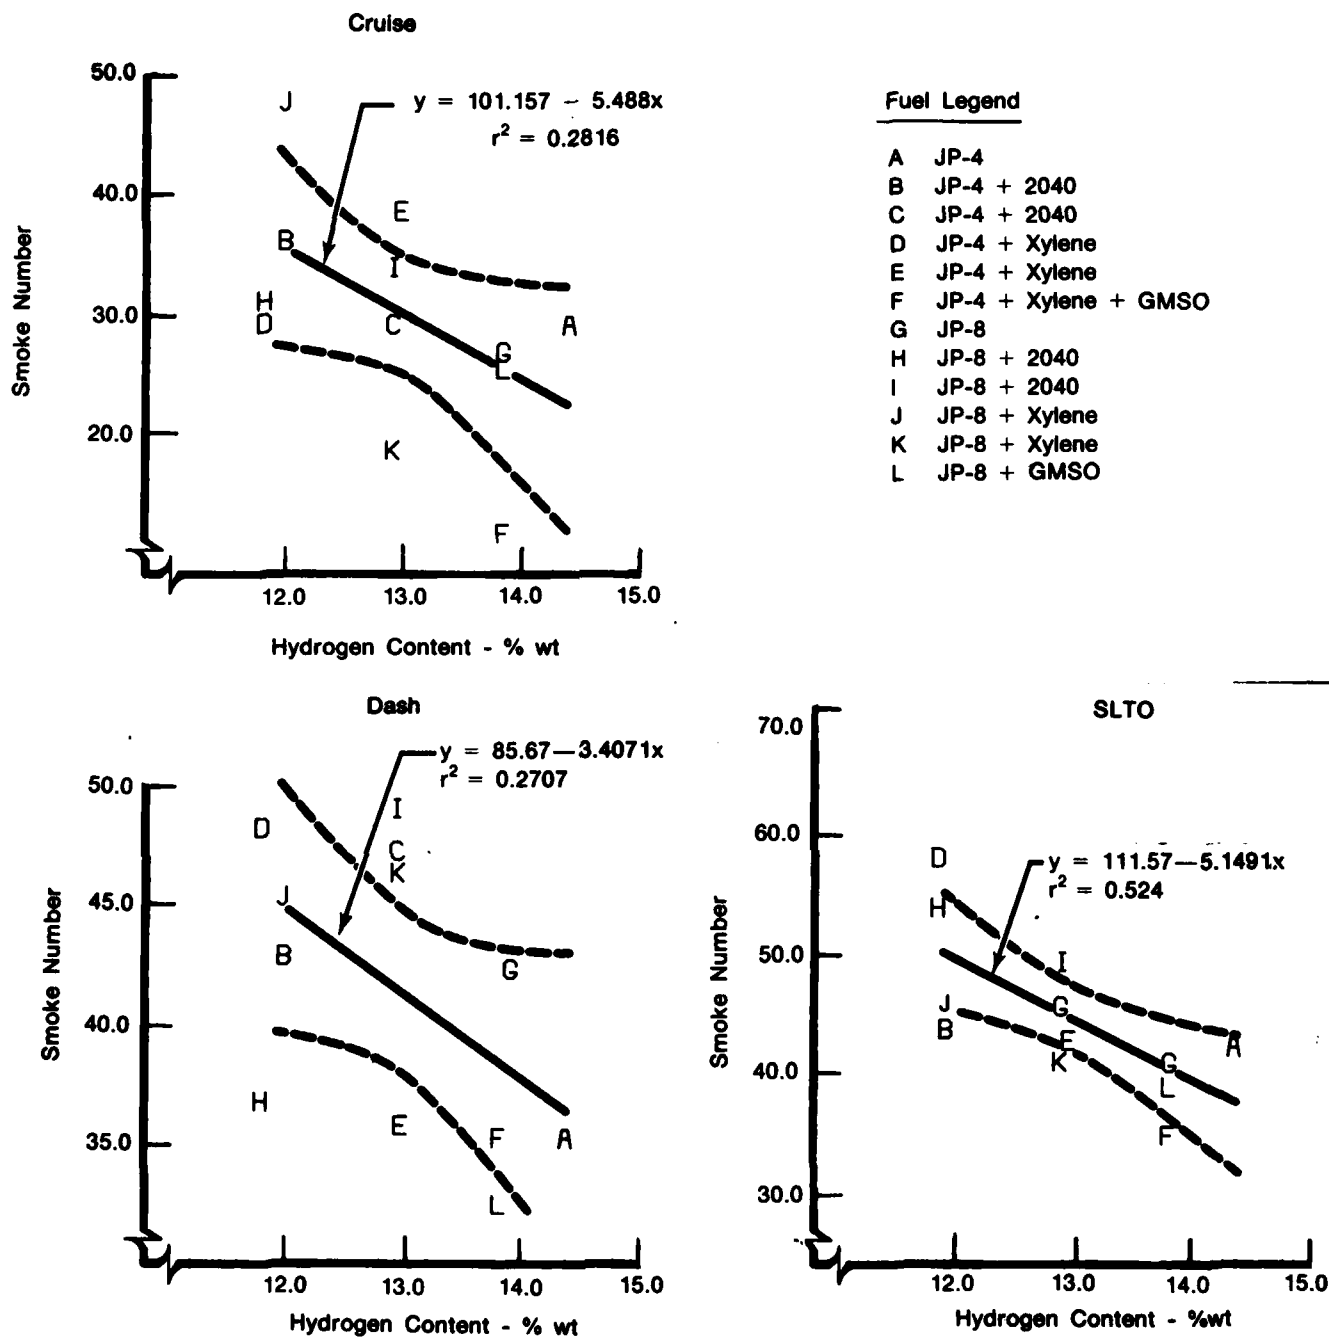 Cruise
50.0
40.0
30.0
20.0
Smoke Number
y = 101.157 - 5.488x
r² = 0.2816
J
E
B
I
H
D
C
A
G
L
K
F
12.0 13.0 14.0 15.0
Hydrogen Content - % wt
Fuel Legend
A JP-4
B JP-4 + 2040
C JP-4 + 2040
D JP-4 + Xylene
E JP-4 + Xylene
F JP-4 + Xylene + GMSO
G JP-8
H JP-8 + 2040
I JP-8 + 2040
J JP-8 + Xylene
K JP-8 + Xylene
L JP-8 + GMSO
Dash
50.0
45.0
40.0
35.0
Smoke Number
y = 85.67—3.4071x
r² = 0.2707
I
D
C
K
J
B
G
H
E
F
A
L
12.0 13.0 14.0 15.0
Hydrogen Content - % wt
SLTO
70.0
60.0
50.0
40.0
30.0
Smoke Number
y = 111.57—5.1491x
r² = 0.524
D
H
I
J
G
B
K
A
G
L
F
12.0 13.0 14.0 15.0
Hydrogen Content - %wt